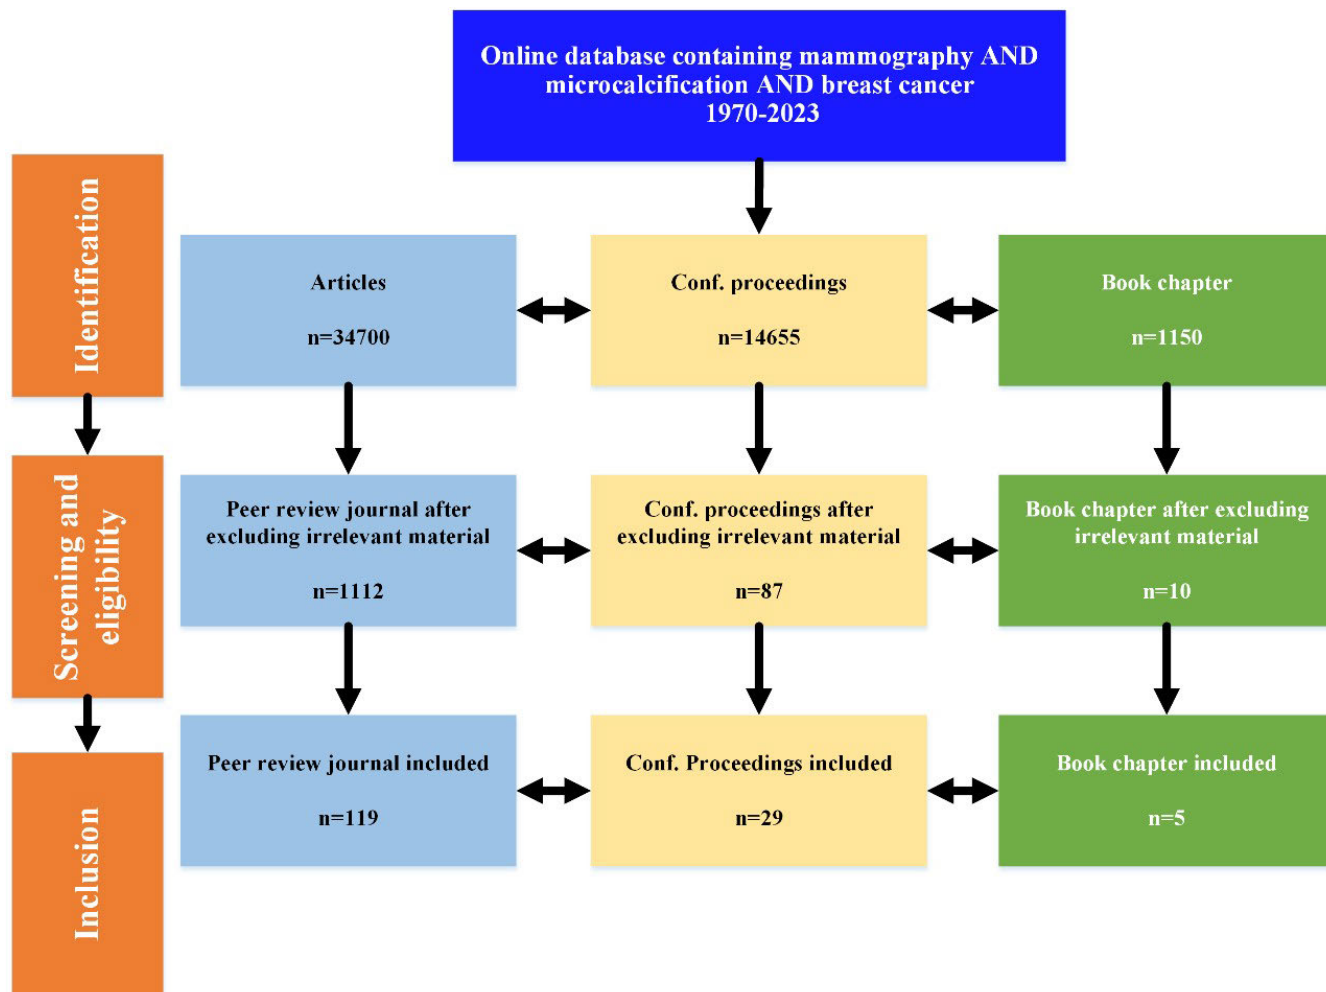 Online database containing mammography AND
microcalcification AND breast cancer
1970-2023
Identification
Articles
n=34700
Conf. proceedings
n=14655
Book chapter
n=1150
Screening and
eligibility
Peer review journal after
excluding irrelevant material
n=1112
Conf. proceedings after
excluding irrelevant material
n=87
Book chapter after excluding
irrelevant material
n=10
Inclusion
Peer review journal included
n=119
Conf. Proceedings included
n=29
Book chapter included
n=5